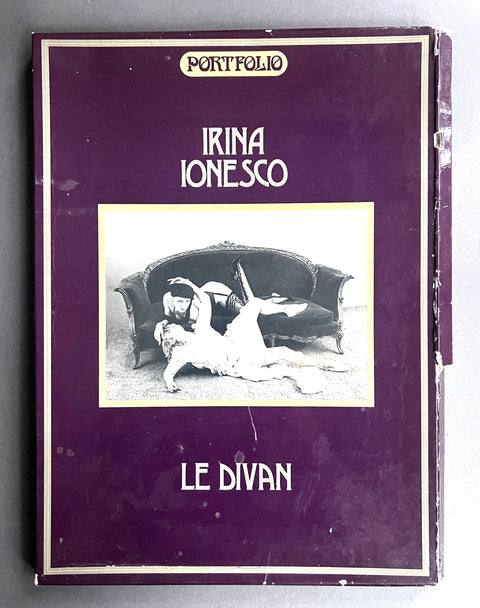 PORTFOLIO
IRINA
IONESCO
LE DIVAN